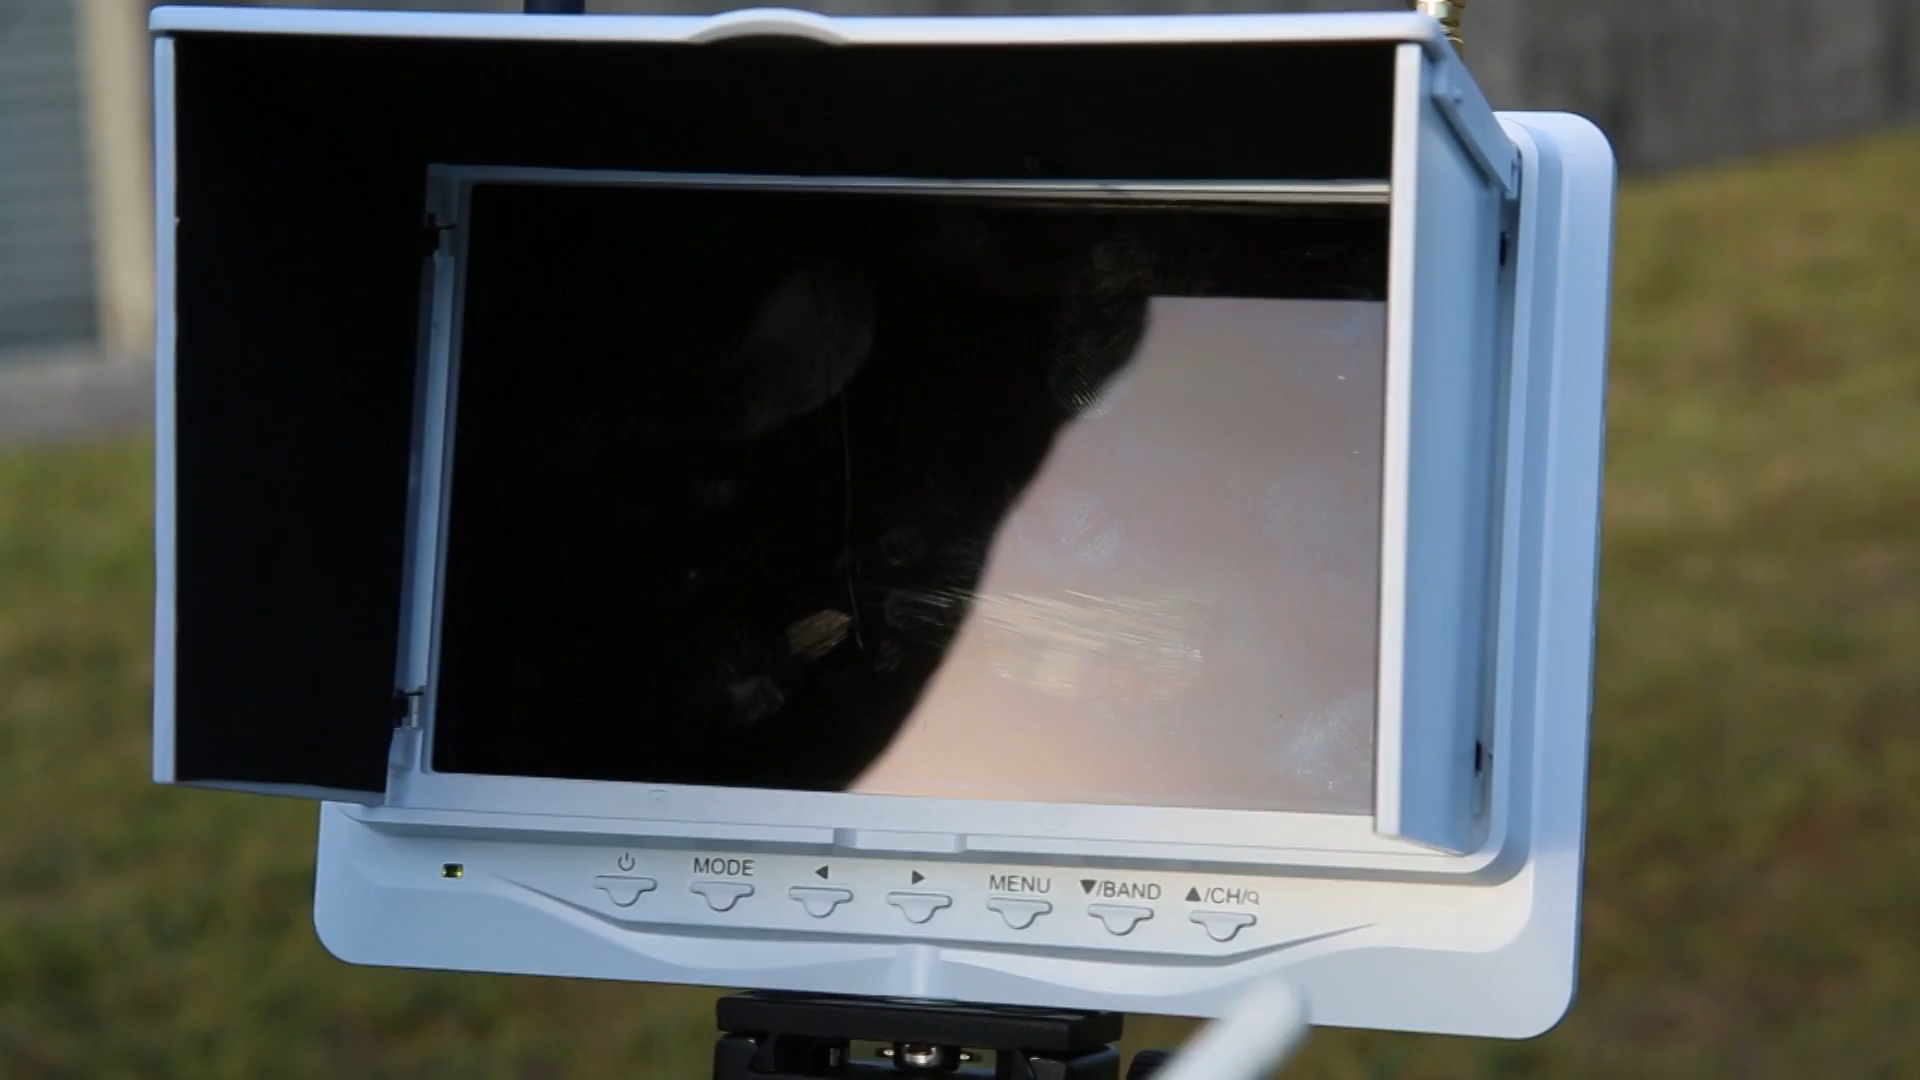 MODE ◀ ▶ MENU ▼/BAND ▲/CH/